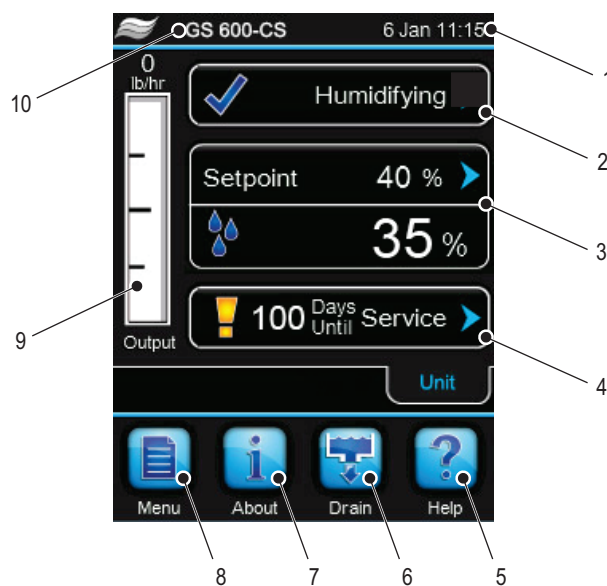 GS 600-CS 6 Jan 11:15
0
lb/hr
Humidifying
Setpoint 40 %
35 %
100 Days Until Service
Output
Unit
Menu About Drain Help
1
2
3
4
5
6
7
8
9
10